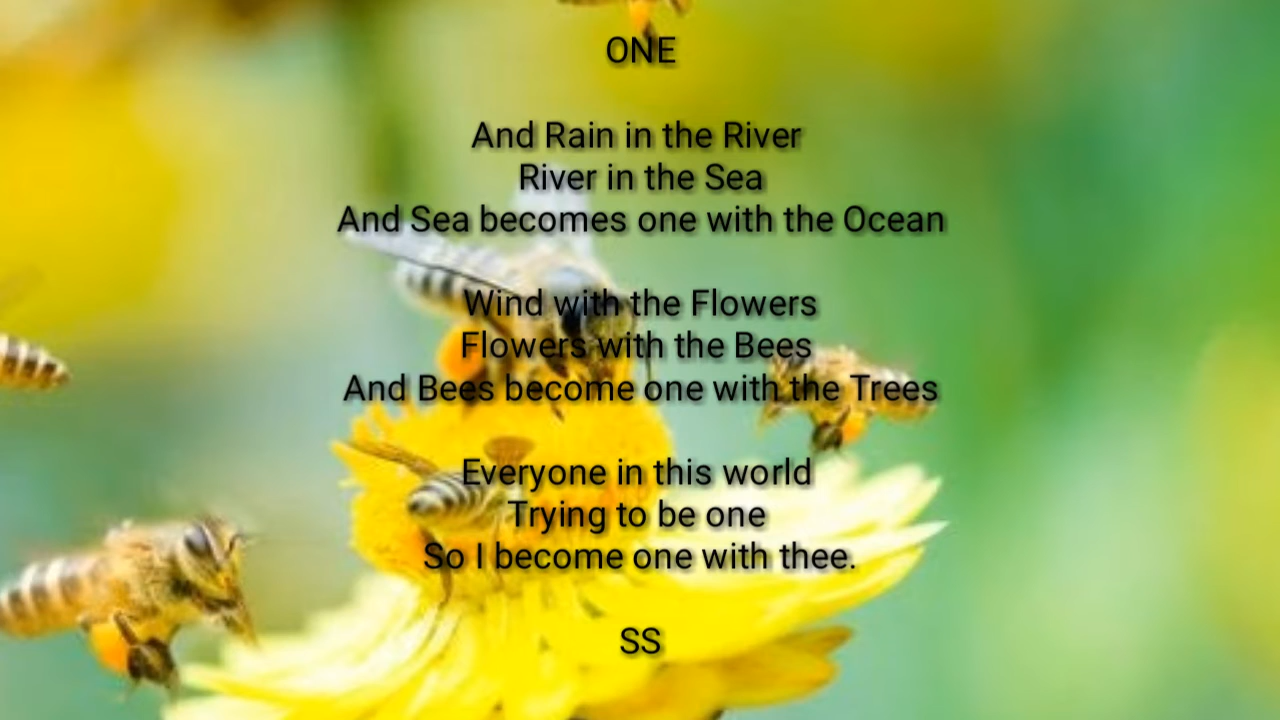 ONE
And Rain in the River
River in the Sea
And Sea becomes one with the Ocean
Wind with the Flowers
Flowers with the Bees
And Bees become one with the Trees
Everyone in this world
Trying to be one
So I become one with thee.
SS